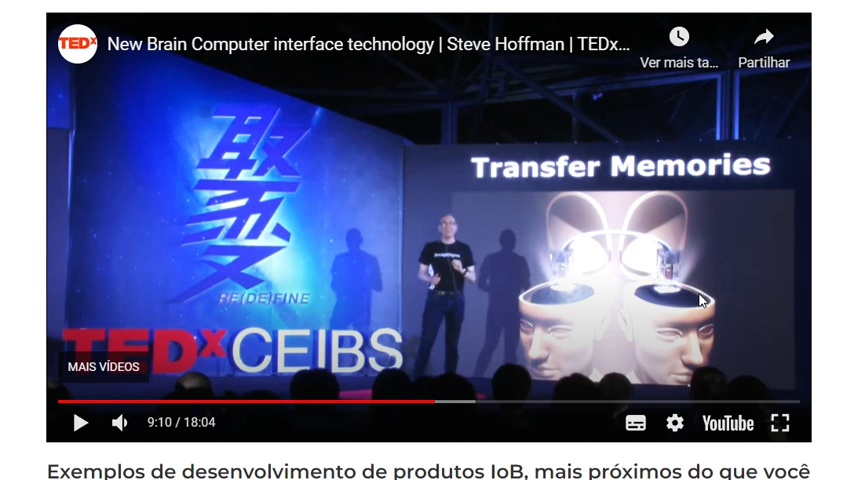 TEDx New Brain Computer interface technology | Steve Hoffman | TEDx...
Ver mais ta...
Partilhar
聚变
RE(DE)FINE
Transfer Memories
TEDxCEIBS
MAIS VÍDEOS
9:10 / 18:04
YouTube
Exemplos de desenvolvimento de produtos IoB, mais próximos do que você